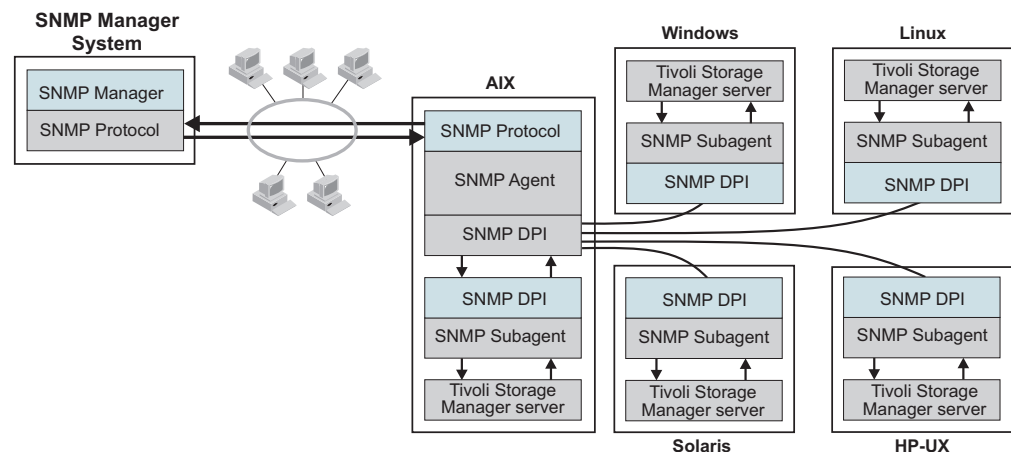 SNMP Manager
System
SNMP Manager
SNMP Protocol
AIX
SNMP Protocol
SNMP Agent
SNMP DPI
SNMP DPI
SNMP Subagent
Tivoli Storage
Manager server
Windows
Tivoli Storage
Manager server
SNMP Subagent
SNMP DPI
Linux
Tivoli Storage
Manager server
SNMP Subagent
SNMP DPI
SNMP DPI
SNMP Subagent
Tivoli Storage
Manager server
Solaris
SNMP DPI
SNMP Subagent
Tivoli Storage
Manager server
HP-UX